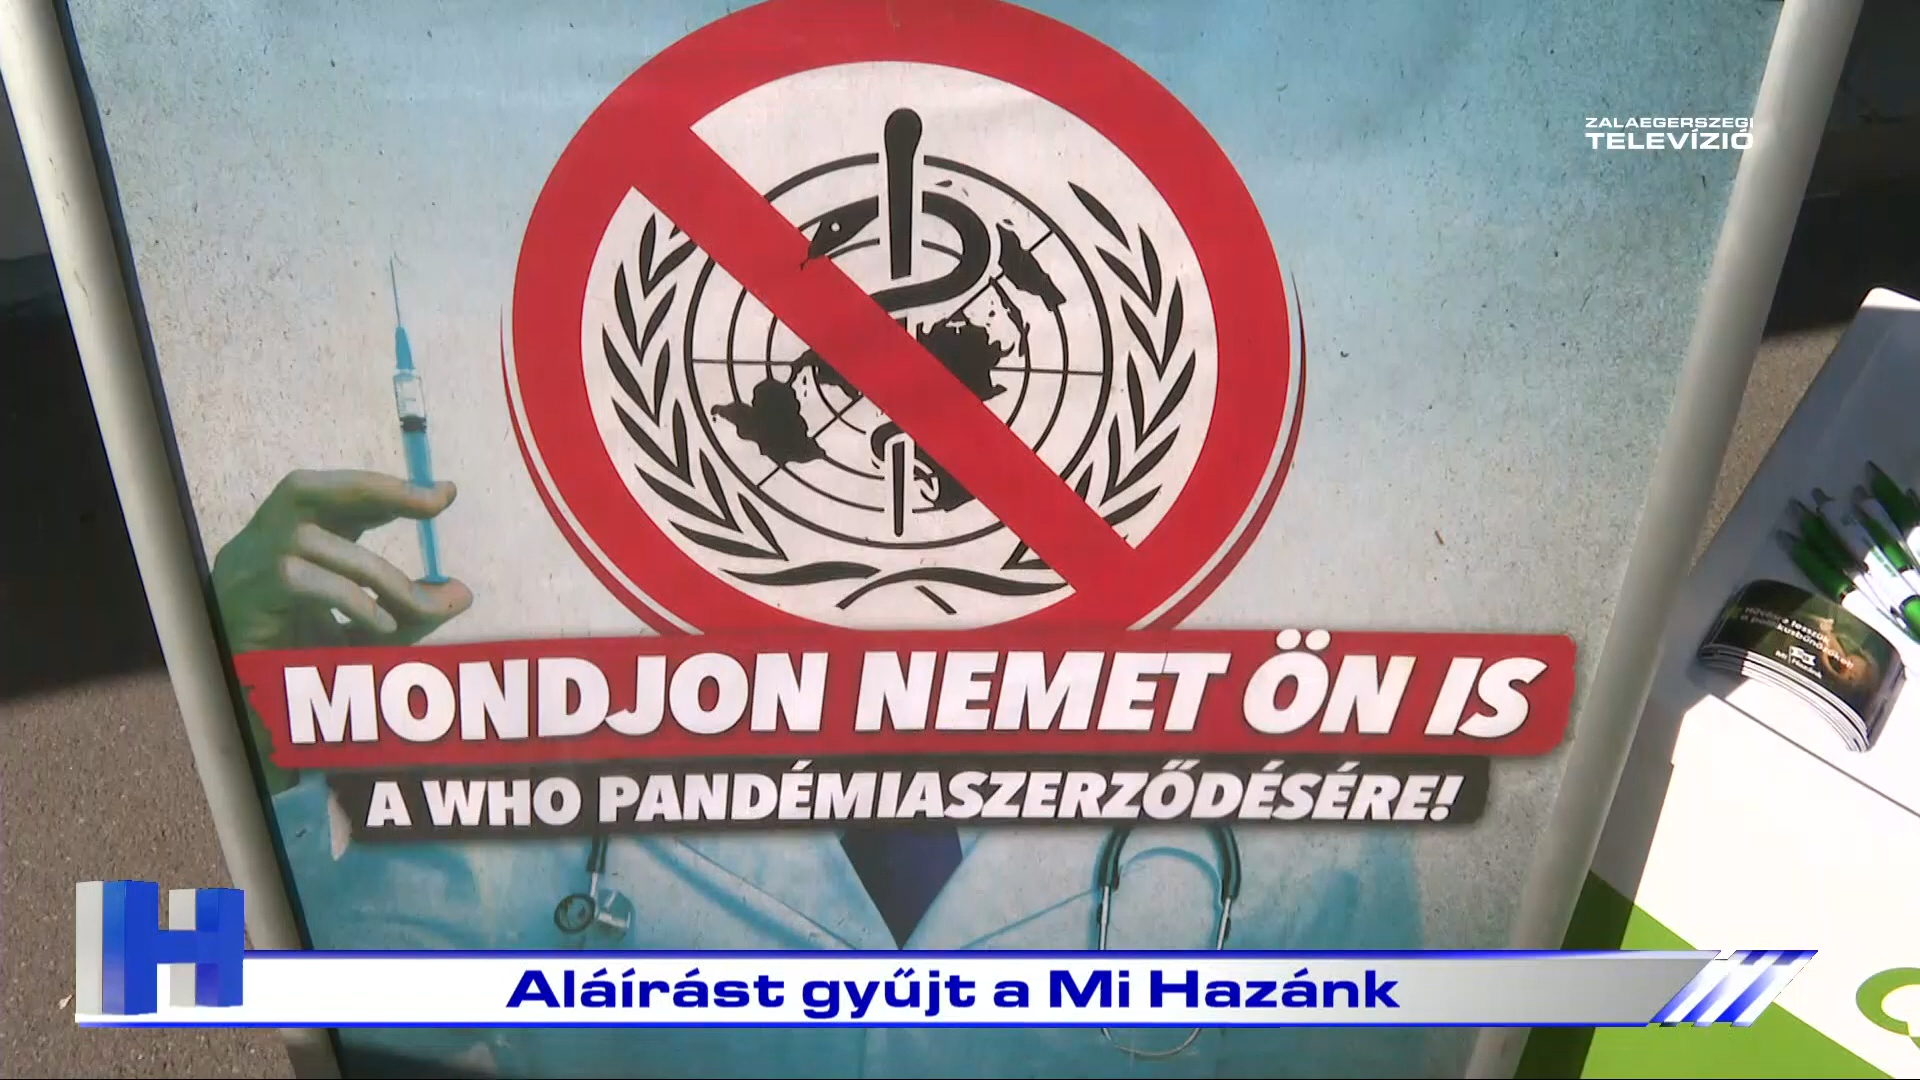 ZALAEGERSZEGI
TELEVÍZIÓ
MONDJON NEMET ÖN IS
A WHO PANDÉMIASZERZŐDÉSÉRE!
H
Aláírást gyűjt a Mi Hazánk